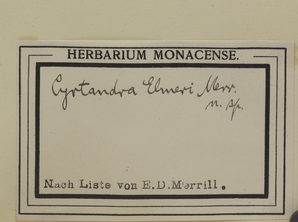 HERBARIUM MONACENSE.
Cyrtandra Elmeri Merr.
n. sp.
Nach Liste von E.D.Merrill.